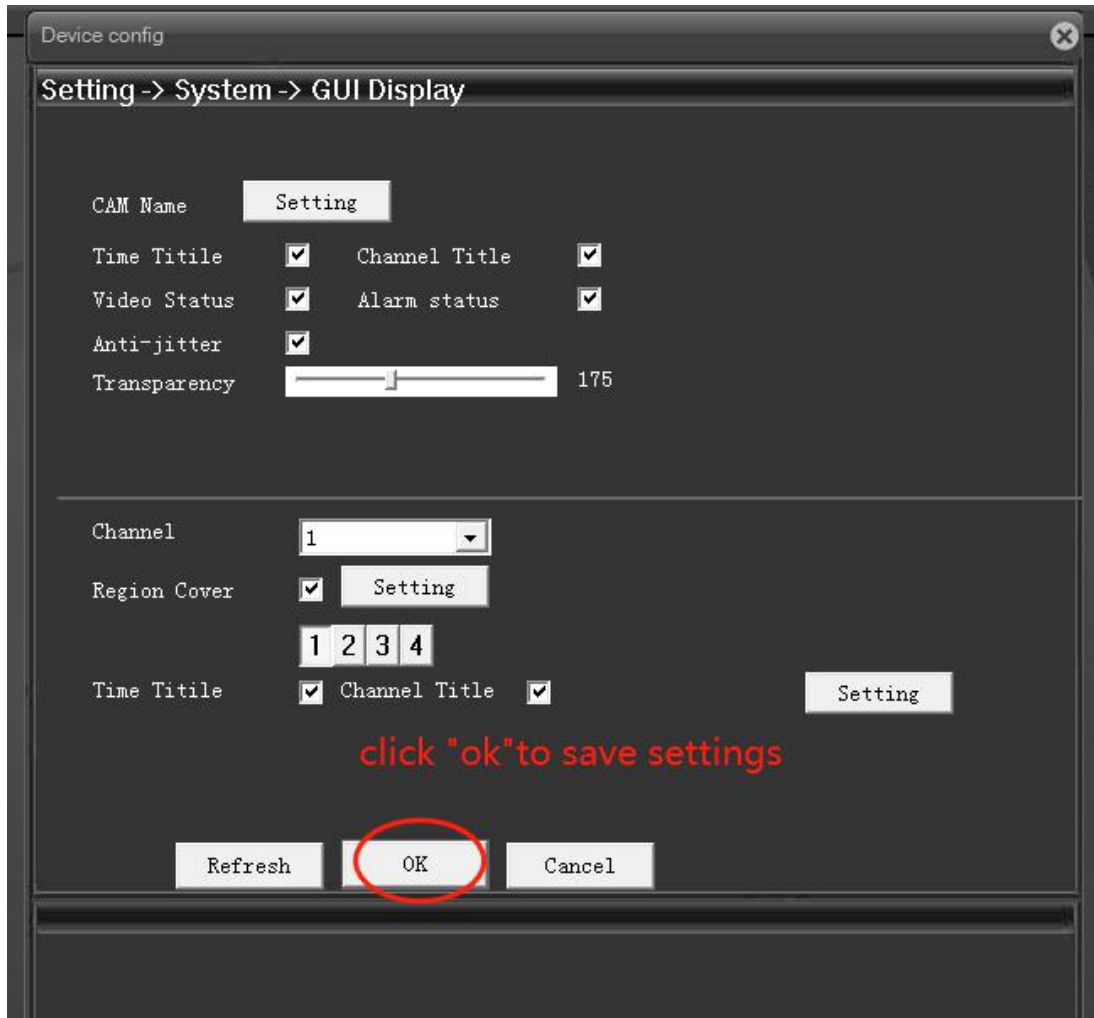 Device config
Setting -> System -> GUI Display
CAM Name Setting
Time Titile Channel Title
Video Status Alarm status
Anti-jitter
Transparency 175
Channel 1
Region Cover Setting
1 2 3 4
Time Titile Channel Title Setting
click "ok"to save settings
Refresh OK Cancel